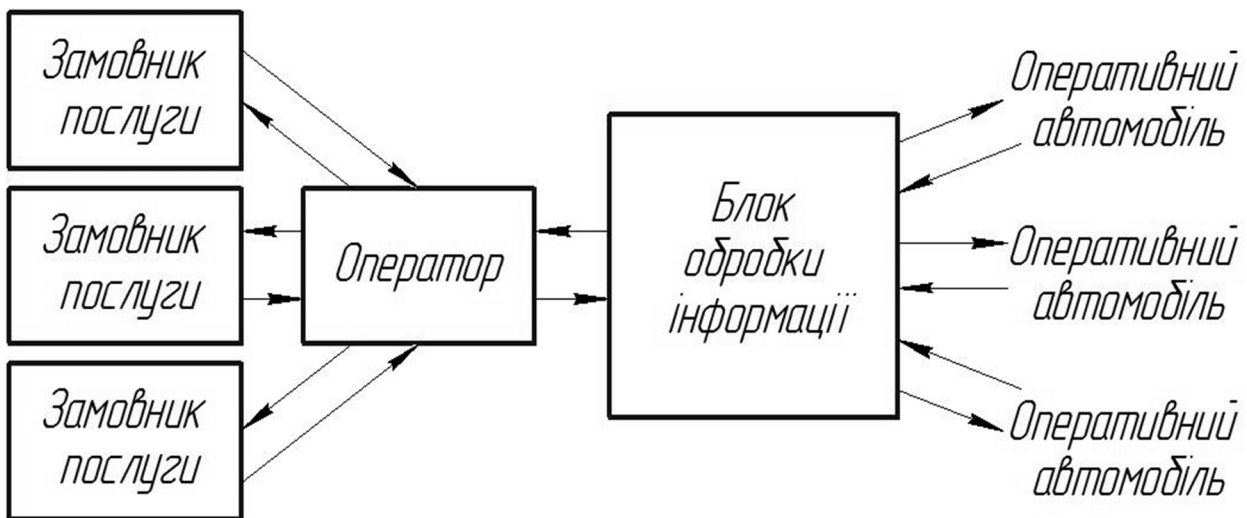 Замовник
послуги
Замовник
послуги
Замовник
послуги
Оператор
Блок
обробки
інформації
Оперативний
автомобіль
Оперативний
автомобіль
Оперативний
автомобіль